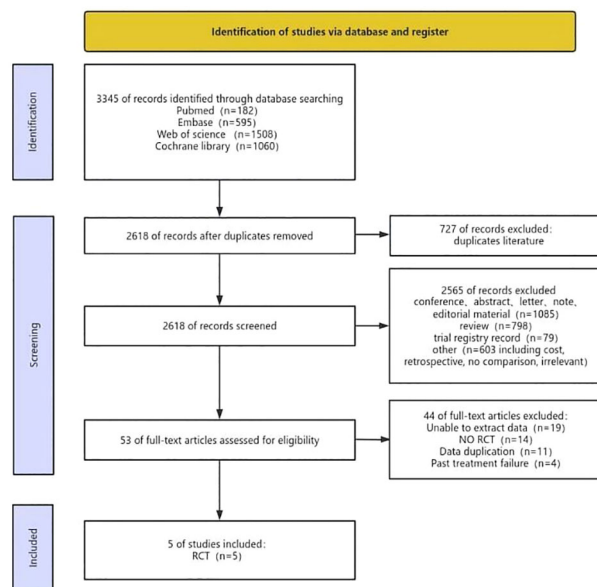 Identification of studies via database and register
Identification
3345 of records identified through database searching
Pubmed (n=182)
Embase (n=595)
Web of science (n=1508)
Cochrane library (n=1060)
Screening
2618 of records after duplicates removed
727 of records excluded:
duplicates literature
2618 of records screened
2565 of records excluded
conference、abstract、letter、note、
editorial material (n=1085)
review (n=798)
trial registry record (n=79)
other (n=603 including cost,
retrospective, no comparison, irrelevant)
53 of full-text articles assessed for eligibility
44 of full-text articles excluded:
Unable to extract data (n=19)
NO RCT (n=14)
Data duplication (n=11)
Past treatment failure (n=4)
Included
5 of studies included:
RCT (n=5)